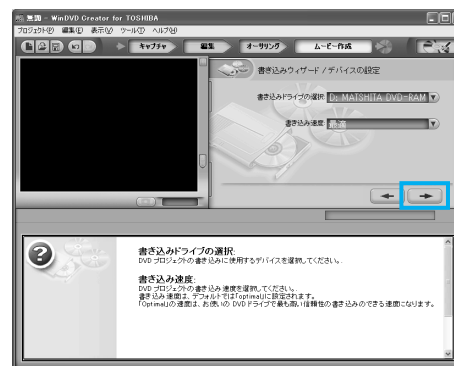 無題 - WinDVD Creator for TOSHIBA
プロジェクト(P) 編集(E) 表示(V) ツール(T) ヘルプ(H)
キャプチャ 編集 オーサリング ムービー作成
書き込みウィザード / デバイスの設定
書き込みドライブの選択: D: MATSHITA DVD-RAM
書き込み速度: 最適
書き込みドライブの選択:
DVD プロジェクトの書き込みに使用するデバイスを選択してください。
書き込み速度:
DVD プロジェクトの書き込み速度を選択してください。
書き込み速度は、デフォルトでは「Optimal」に設定されます。
「Optimal」の速度は、お使いの DVD ドライブで最も高い信頼性の書き込みのできる速度になります。